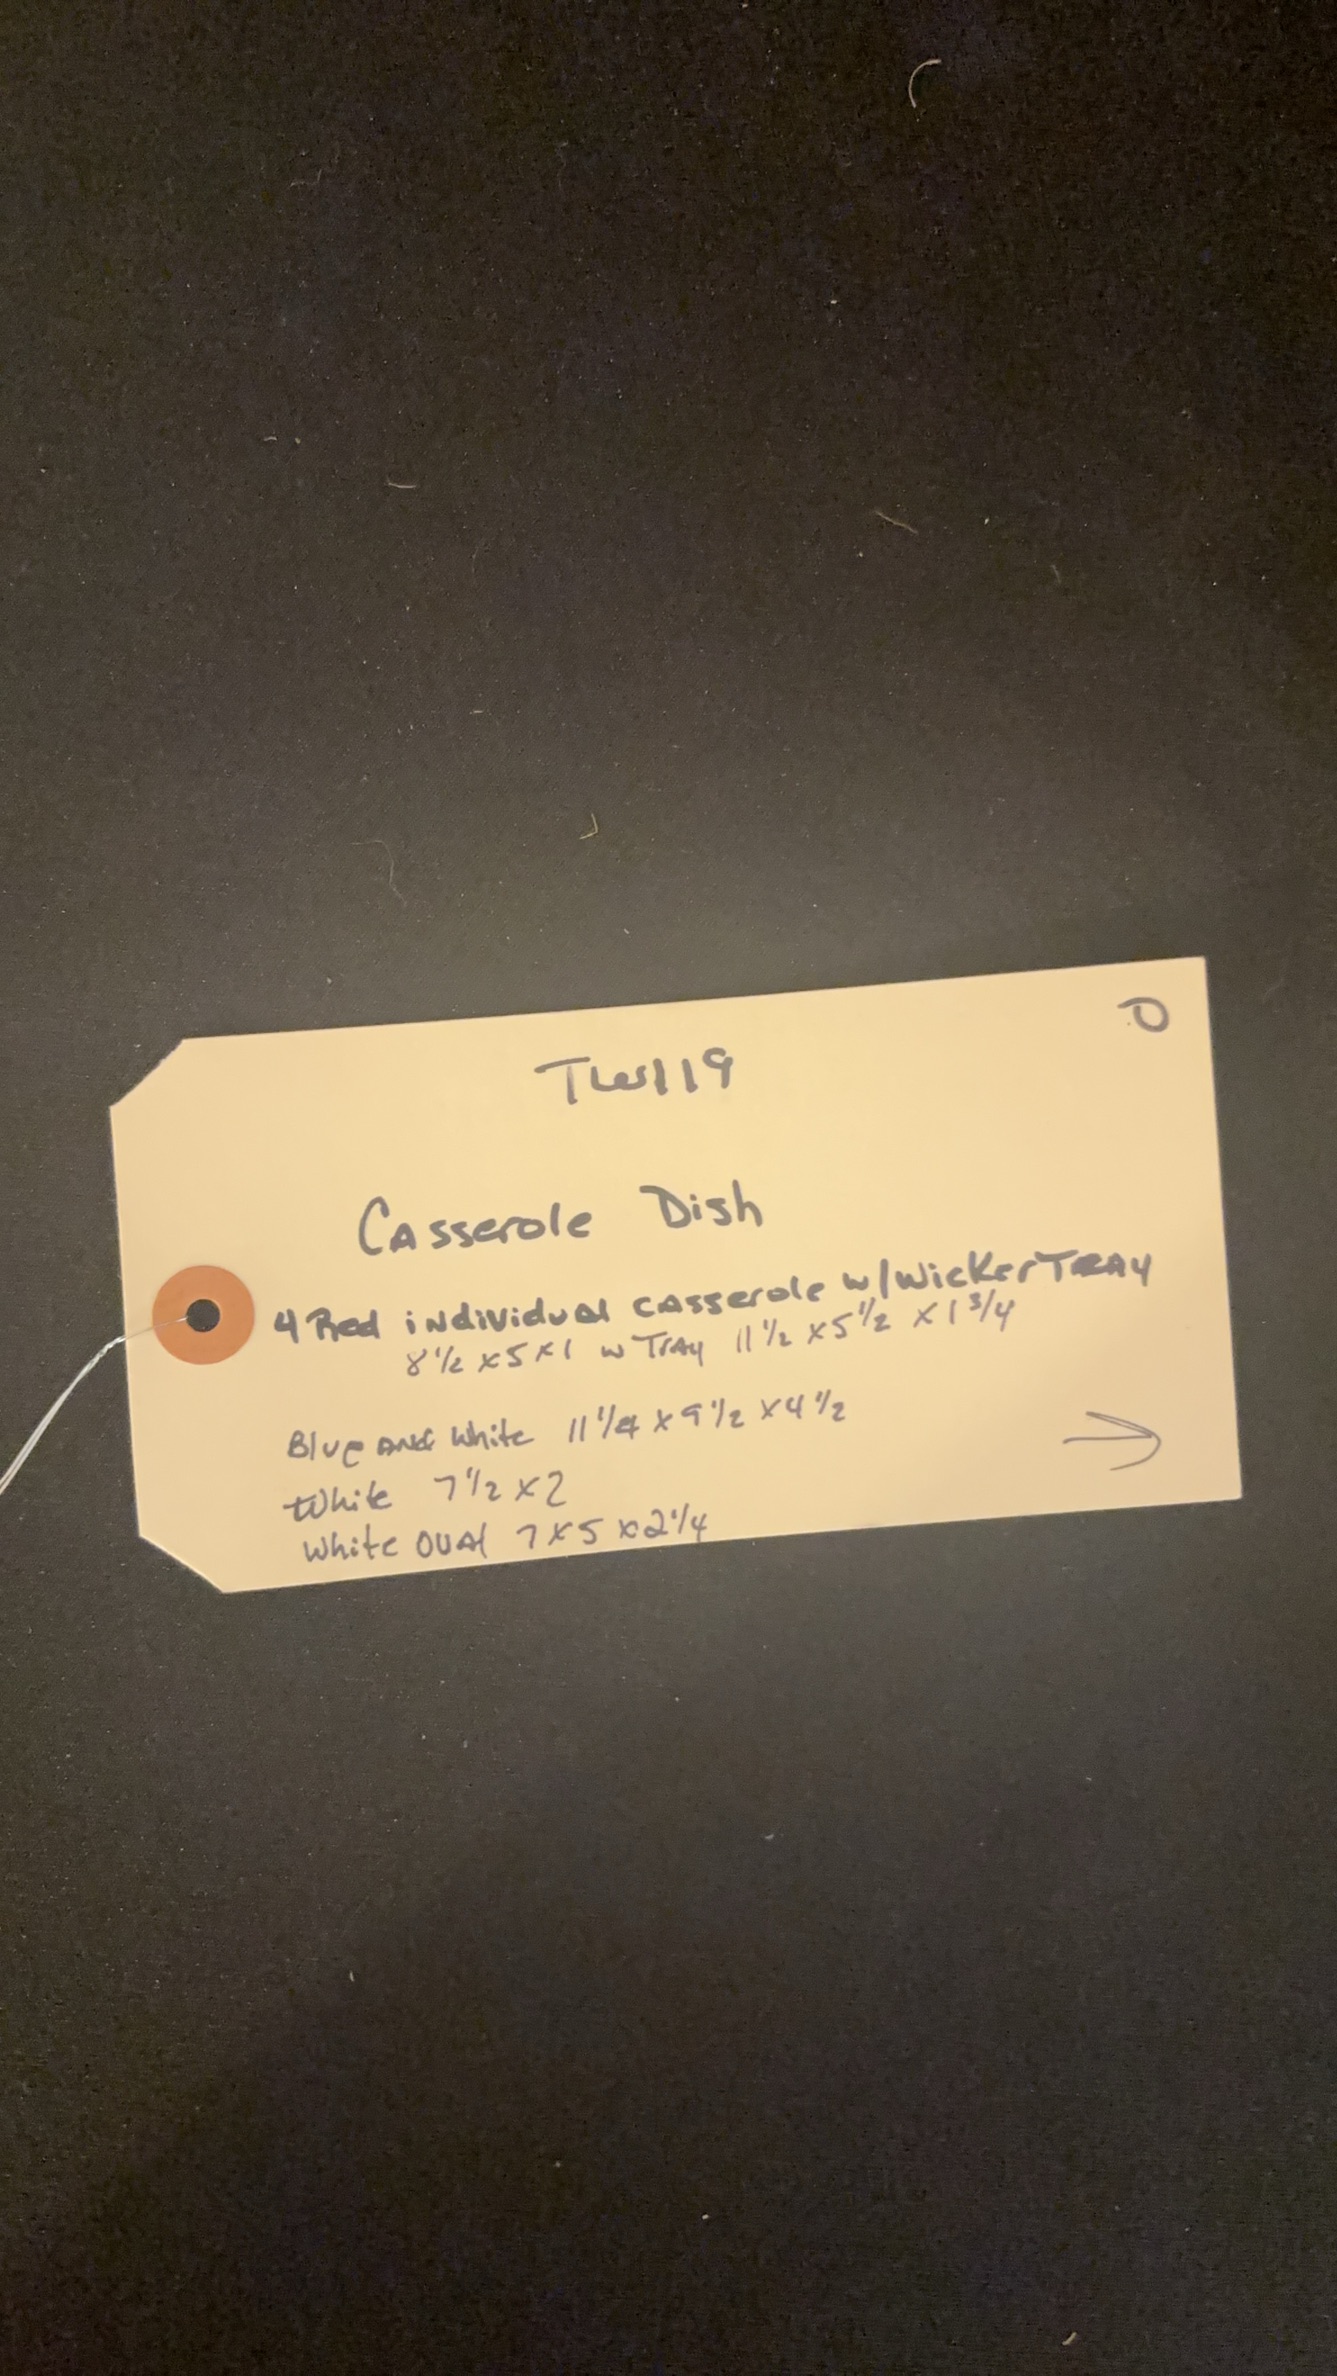 O
TW119
Casserole Dish
4 Red individual casserole w/Wicker TRAY
8 1/2 x 5 x 1 w Tray 11 1/2 x 5 1/2 x 1 3/4
Blue AND White 11 1/4 x 9 1/2 x 4 1/2
White 7 1/2 x 2
White OVAl 7 x 5 x 2 1/4